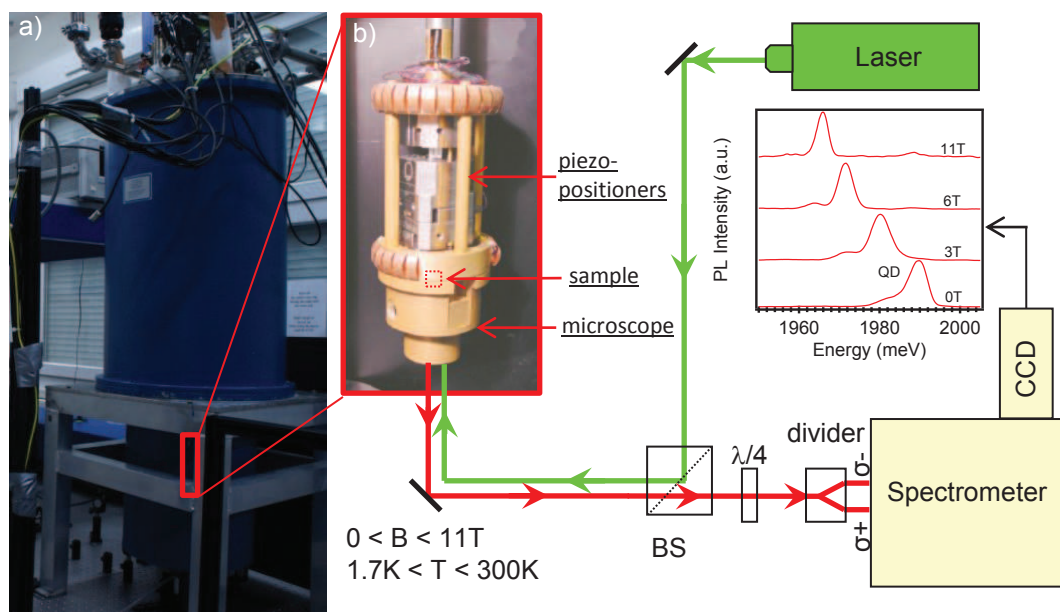 a)
b)
piezo-
positioners
sample
microscope
Laser
PL Intensity (a.u.)
11T
6T
3T
QD
0T
1960
1980
2000
Energy (meV)
CCD
divider
λ/4
σ-
σ+
Spectrometer
BS
0 < B < 11T
1.7K < T < 300K